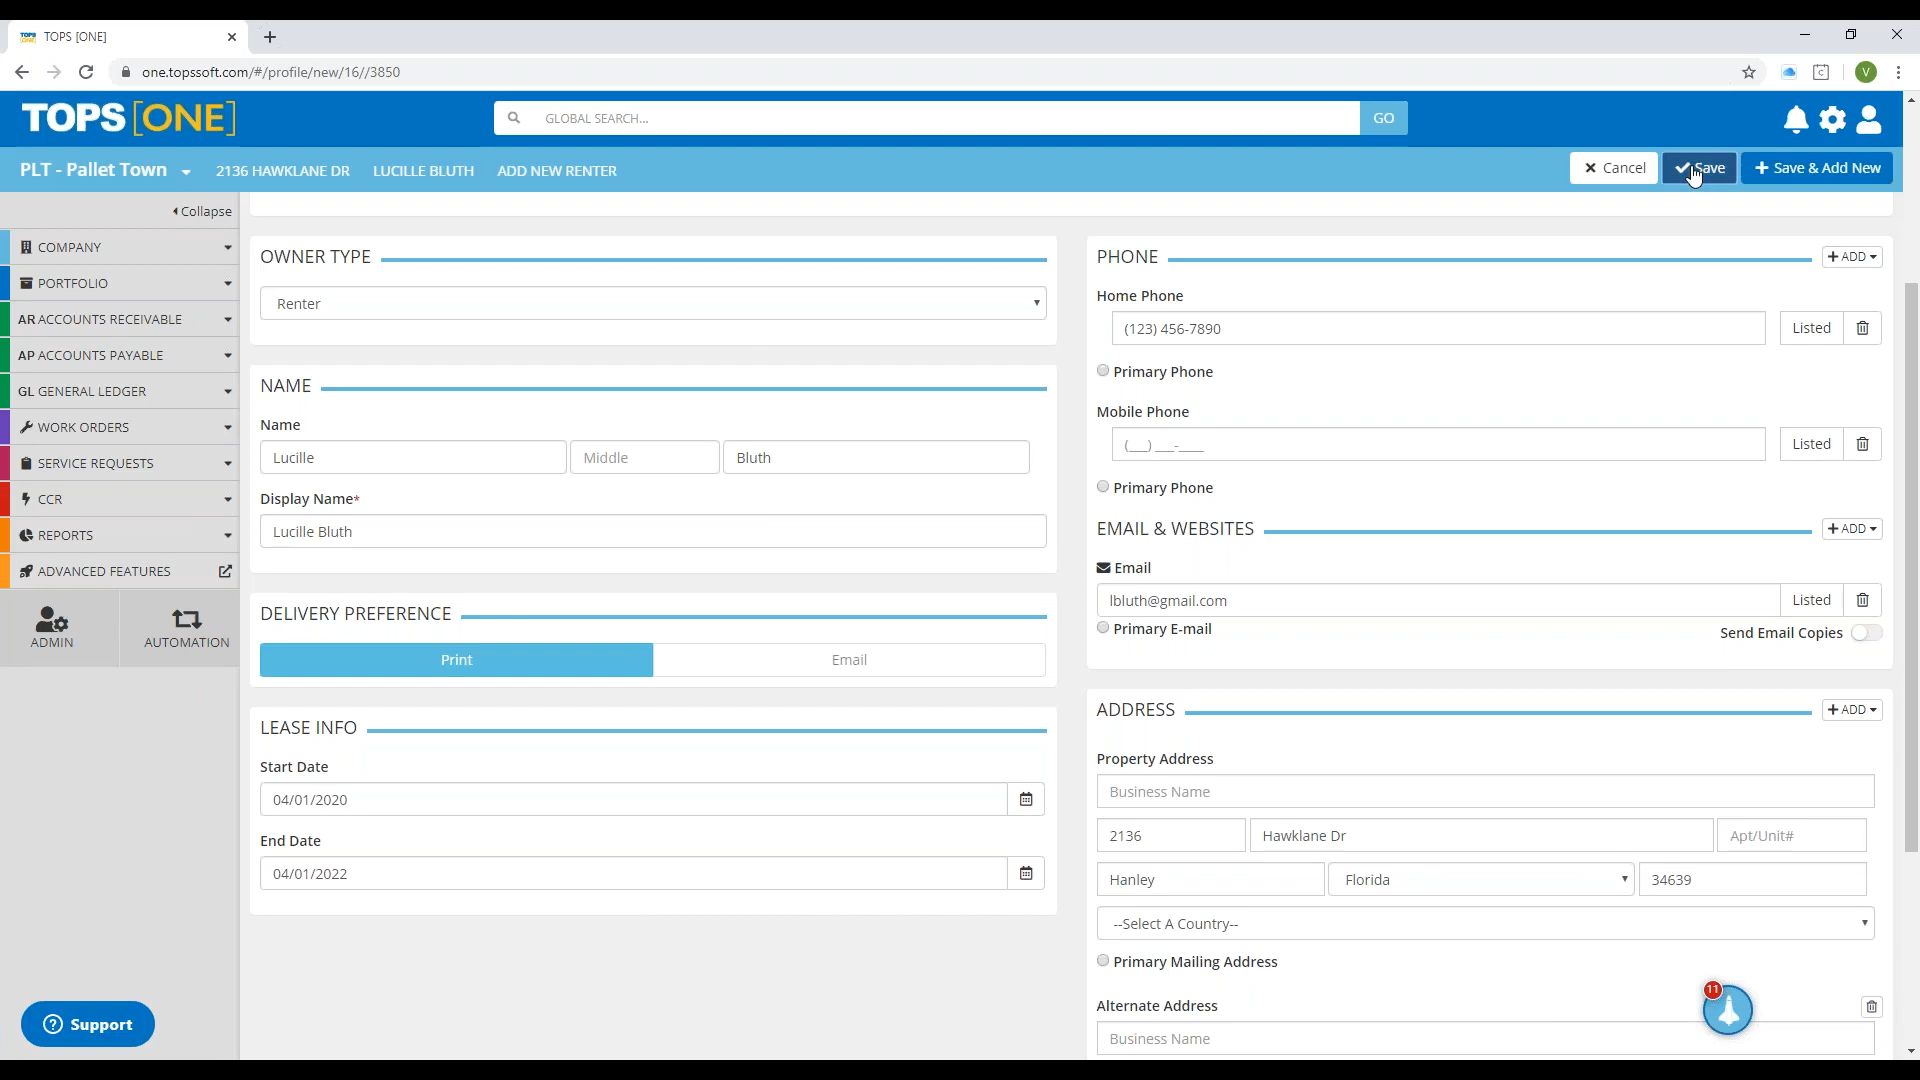 TOPS [ONE]
one.topssoft.com/#/profile/new/16//3850
V
TOPS [ONE]
GLOBAL SEARCH...
GO
PLT - Pallet Town
2136 HAWKLANE DR
LUCILLE BLUTH
ADD NEW RENTER
Cancel
Save
Save & Add New
Collapse
COMPANY
PORTFOLIO
AR ACCOUNTS RECEIVABLE
AP ACCOUNTS PAYABLE
GL GENERAL LEDGER
WORK ORDERS
SERVICE REQUESTS
CCR
REPORTS
ADVANCED FEATURES
ADMIN
AUTOMATION
Support
OWNER TYPE
Renter
NAME
Name
Lucille
Middle
Bluth
Display Name*
Lucille Bluth
DELIVERY PREFERENCE
Print
Email
LEASE INFO
Start Date
04/01/2020
End Date
04/01/2022
PHONE
+ ADD
Home Phone
(123) 456-7890
Listed
Primary Phone
Mobile Phone
(___) ___-____
Listed
Primary Phone
EMAIL & WEBSITES
+ ADD
Email
lbluth@gmail.com
Listed
Primary E-mail
Send Email Copies
ADDRESS
+ ADD
Property Address
Business Name
2136
Hawklane Dr
Apt/Unit#
Hanley
Florida
34639
--Select A Country--
Primary Mailing Address
11
Alternate Address
Business Name